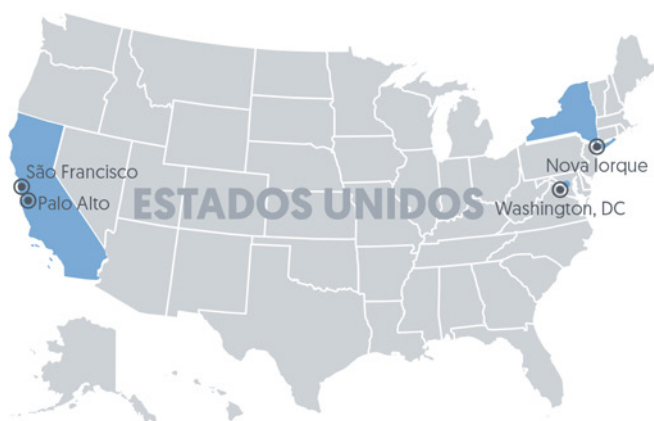 São Francisco
Palo Alto
ESTADOS UNIDOS
Nova Iorque
Washington, DC